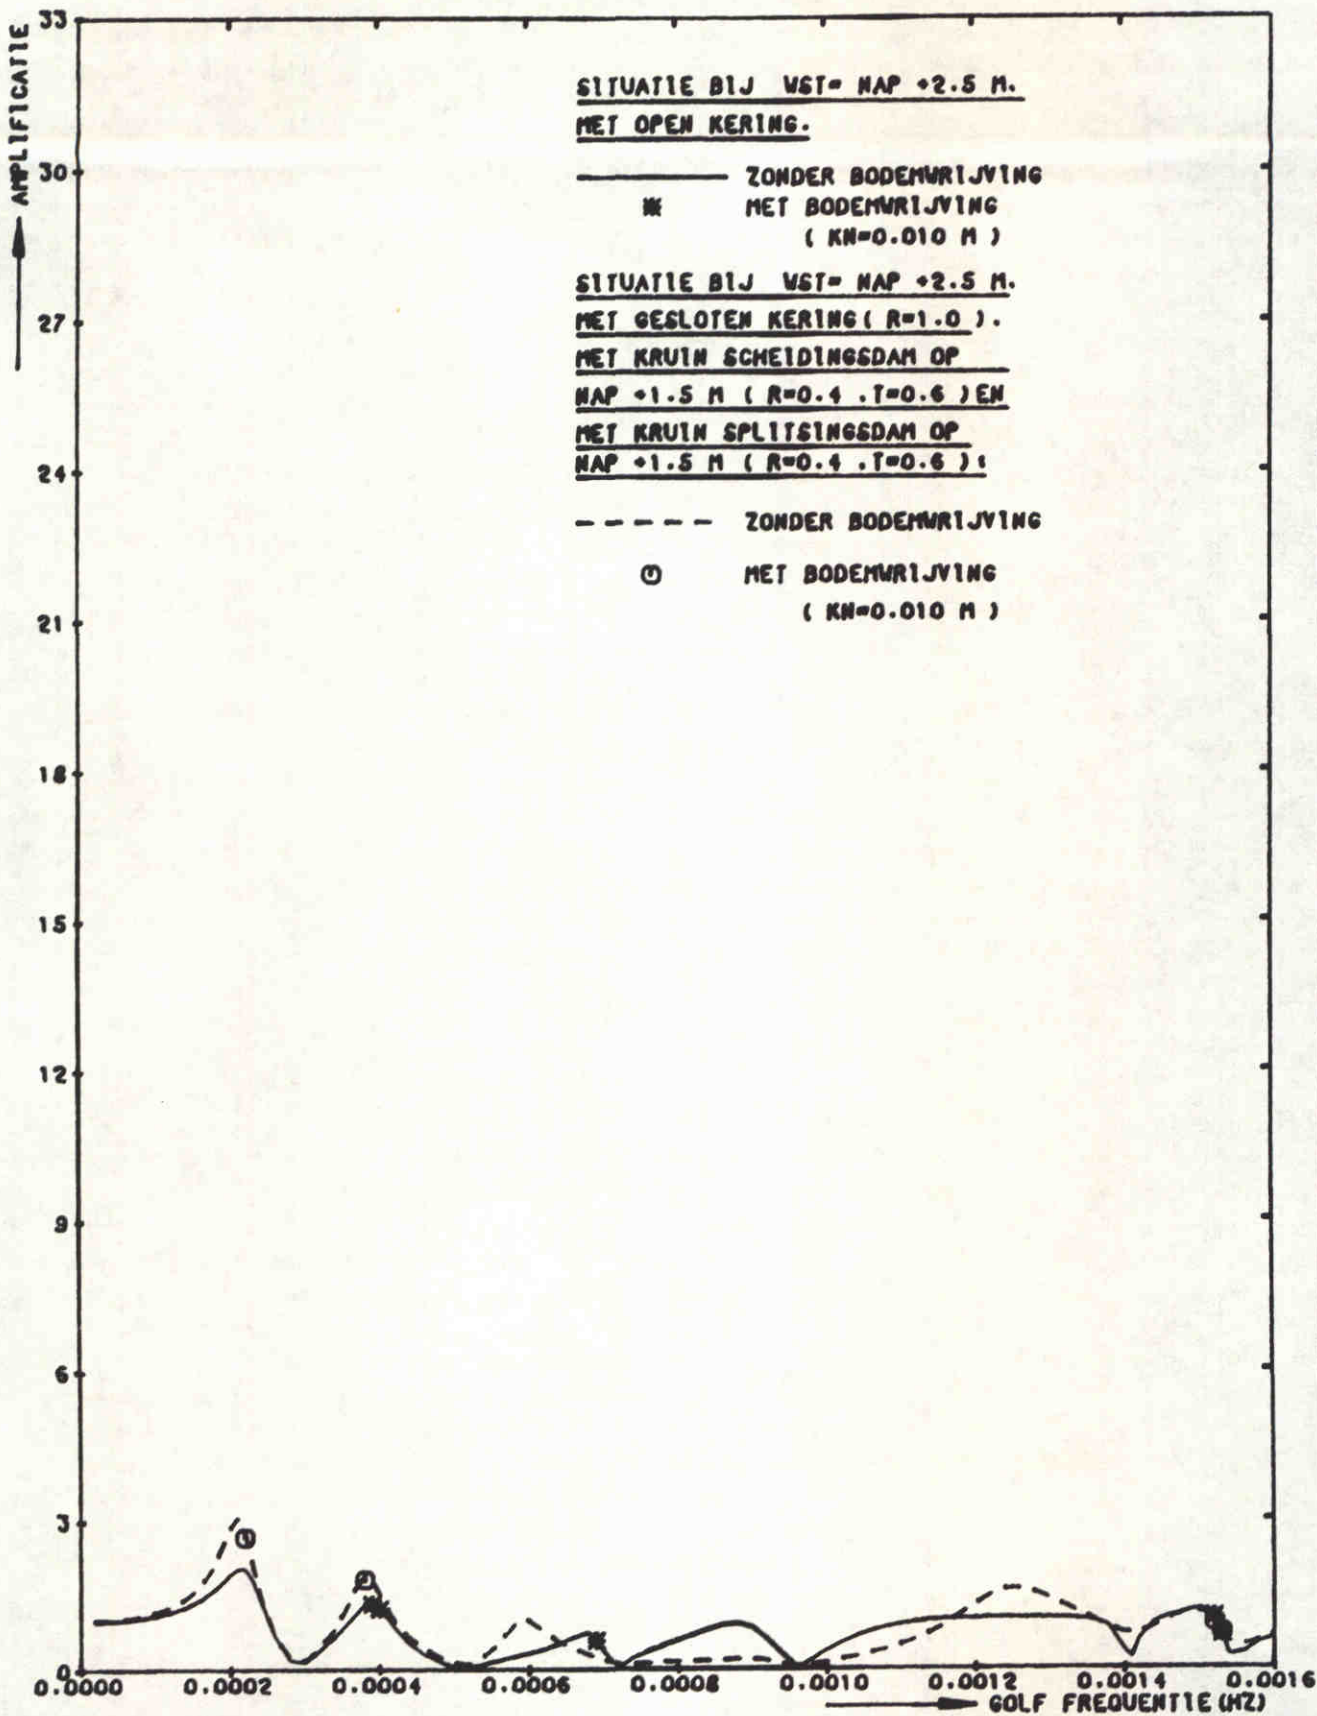 AMPLIFICATIE
33
30
27
24
21
18
15
12
9
6
3
0
SITUATIE BIJ WST= NAP +2.5 M.
MET OPEN KERING.
ZONDER BODEMWRIJVING
MET BODEMWRIJVING
( KN=0.010 M )
SITUATIE BIJ WST= NAP +2.5 M.
MET GESLOTEN KERING( R=1.0 ).
MET KRUIN SCHEIDINGSDAM OP
NAP +1.5 M ( R=0.4 .T=0.6 ) EN
MET KRUIN SPLITSINGSDAM OP
NAP +1.5 M ( R=0.4 .T=0.6 ):
ZONDER BODEMWRIJVING
MET BODEMWRIJVING
( KN=0.010 M )
0.0000 0.0002 0.0004 0.0006 0.0008 0.0010 0.0012 0.0014 0.0016
GOLF FREQUENTIE (HZ)